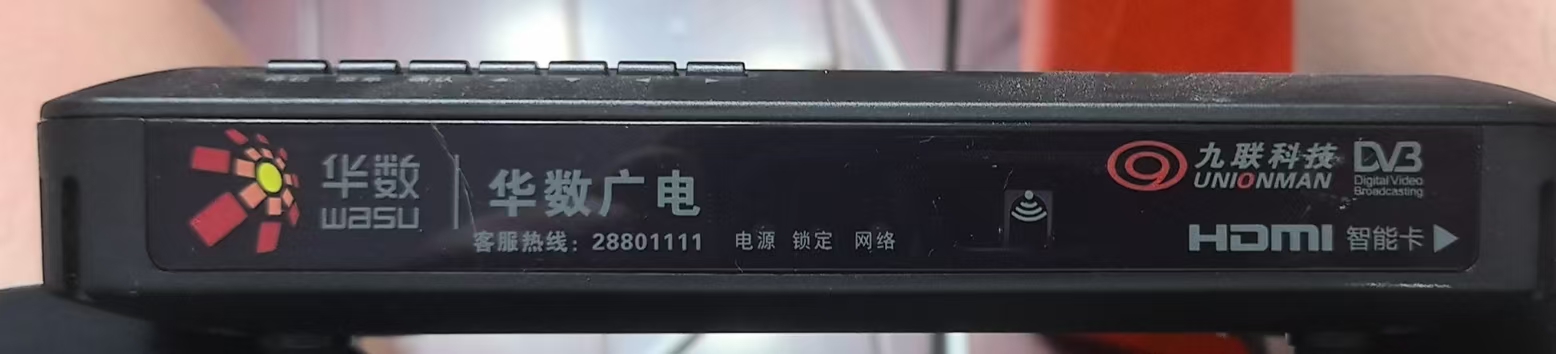 华数
wasu
华数广电
客服热线：28801111
电源 锁定 网络
九联科技
UNIONMAN
DVB
Digital Video
Broadcasting
HDMI 智能卡